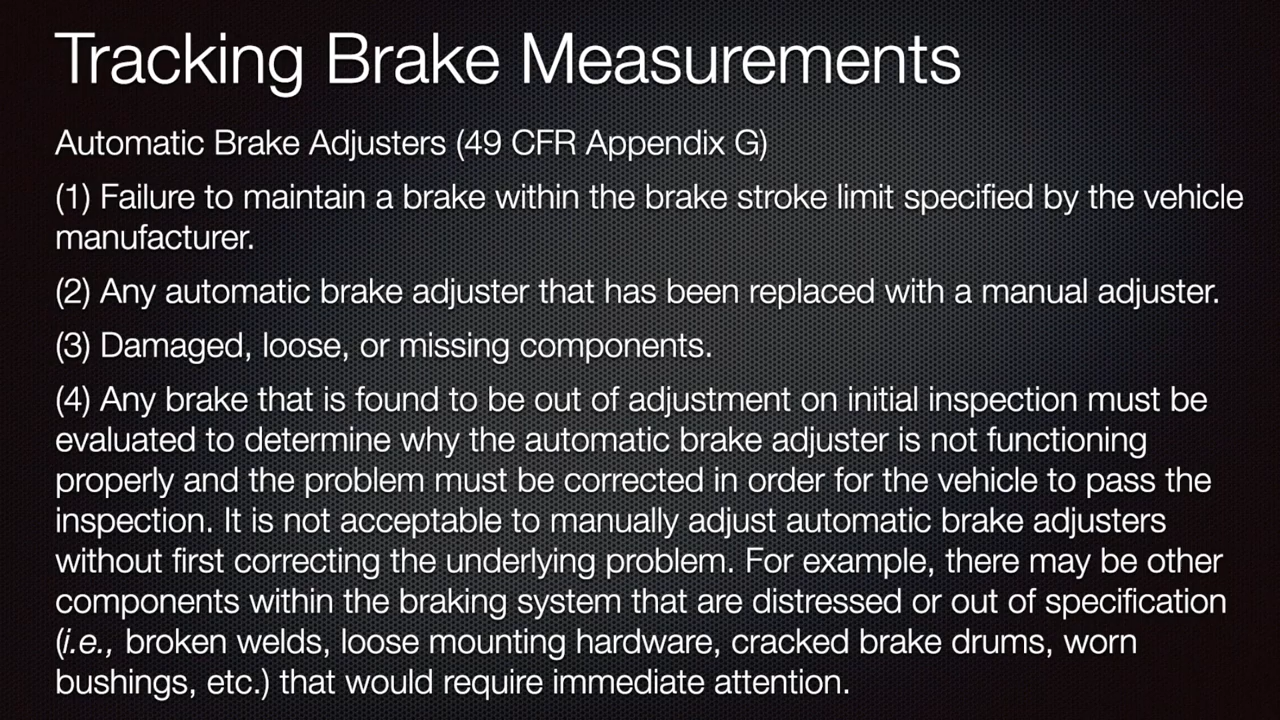 Tracking Brake Measurements
Automatic Brake Adjusters (49 CFR Appendix G)
(1) Failure to maintain a brake within the brake stroke limit specified by the vehicle
manufacturer.
(2) Any automatic brake adjuster that has been replaced with a manual adjuster.
(3) Damaged, loose, or missing components.
(4) Any brake that is found to be out of adjustment on initial inspection must be
evaluated to determine why the automatic brake adjuster is not functioning
properly and the problem must be corrected in order for the vehicle to pass the
inspection. It is not acceptable to manually adjust automatic brake adjusters
without first correcting the underlying problem. For example, there may be other
components within the braking system that are distressed or out of specification
(i.e., broken welds, loose mounting hardware, cracked brake drums, worn
bushings, etc.) that would require immediate attention.